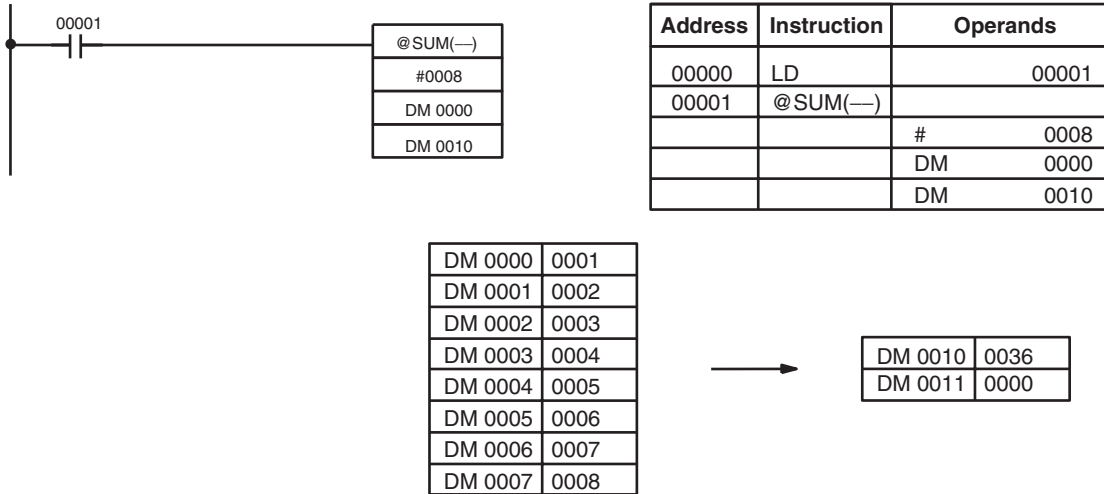 00001
@SUM(––)
#0008
DM 0000
DM 0010
Address Instruction Operands
00000 LD 00001
00001 @SUM(––)
# 0008
DM 0000
DM 0010
DM 0000 0001
DM 0001 0002
DM 0002 0003
DM 0003 0004
DM 0004 0005
DM 0005 0006
DM 0006 0007
DM 0007 0008
DM 0010 0036
DM 0011 0000